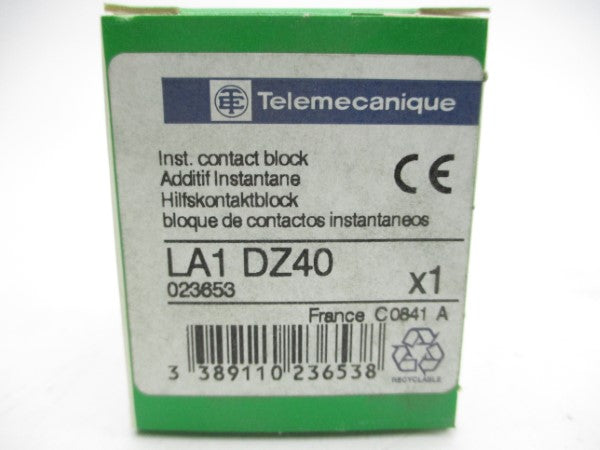 TE Telemecanique
Inst. contact block
Additif Instantane
Hilfskontaktblock
bloque de contactos instantaneos
CE
LA1 DZ40
023653
x1
France C0841 A
3 389110 236538
RECYCLABLE